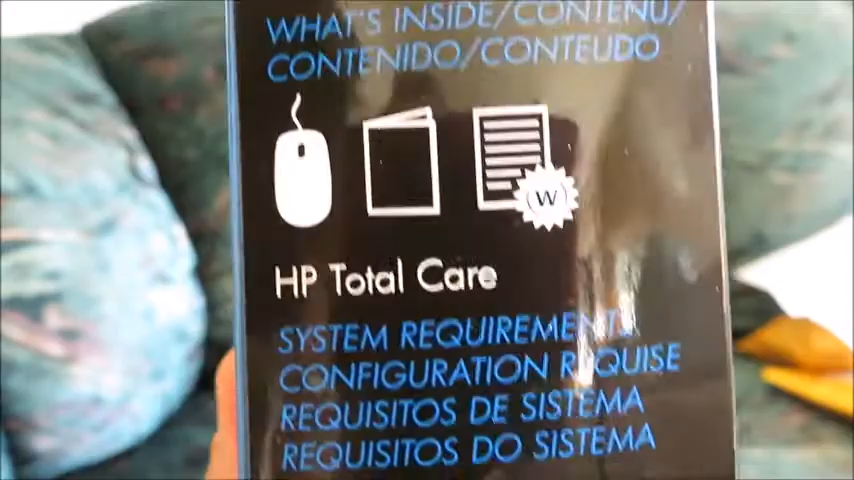 WHAT'S INSIDE/CONTENU/
CONTENIDO/CONTEUDO
(W)
HP Total Care
SYSTEM REQUIREMENTS
CONFIGURATION REQUISE
REQUISITOS DE SISTEMA
REQUISITOS DO SISTEMA